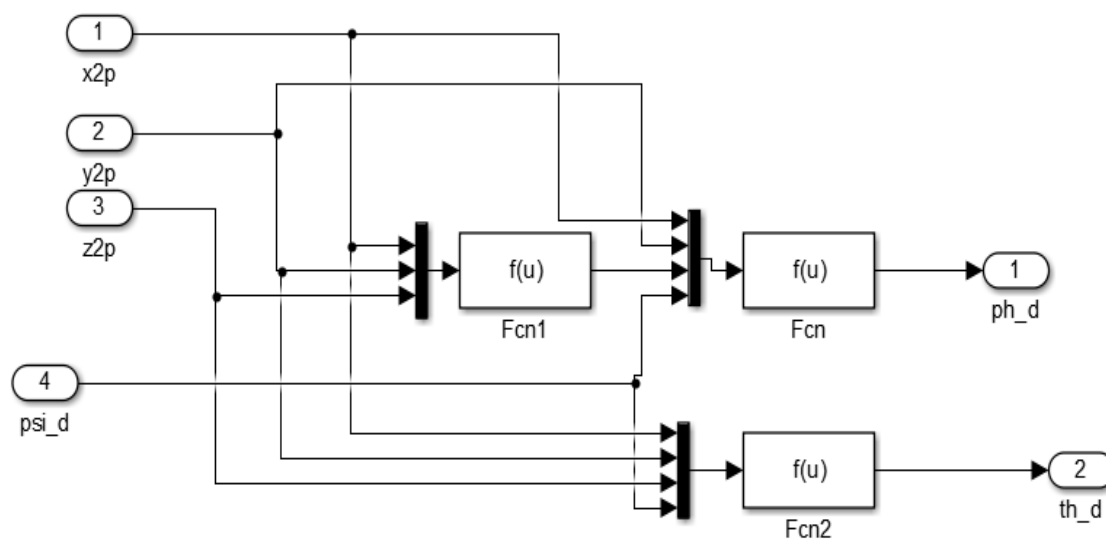 1
x2p
2
y2p
3
z2p
f(u)
Fcn1
f(u)
Fcn
1
ph_d
4
psi_d
f(u)
Fcn2
2
th_d